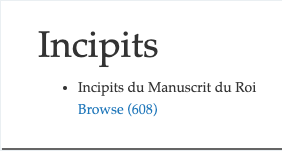 Incipits
• Incipits du Manuscrit du Roi
Browse (608)